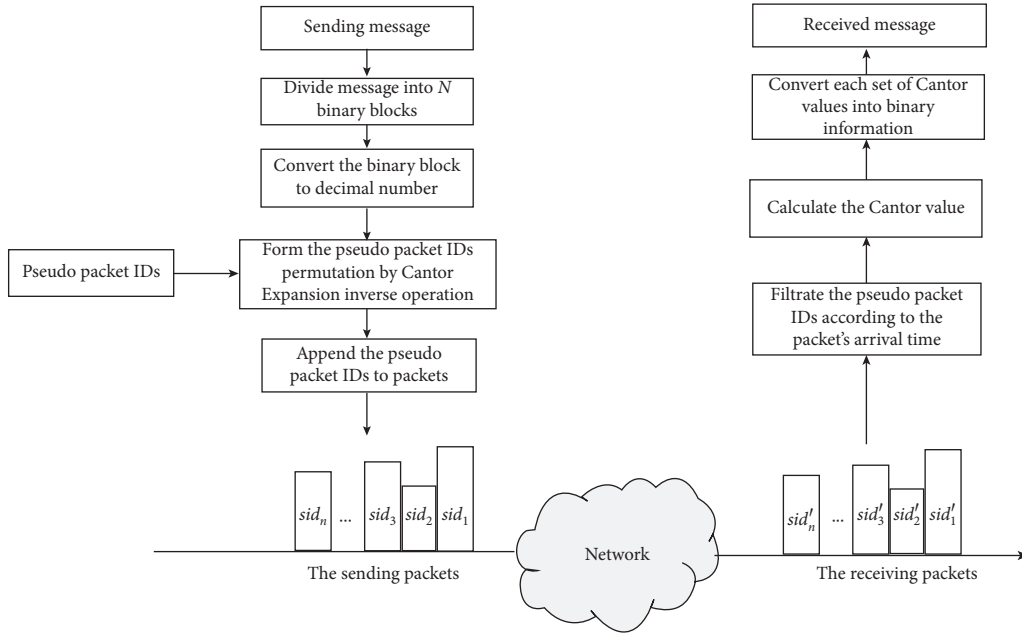 Sending message
Divide message into N
binary blocks
Convert the binary block
to decimal number
Pseudo packet IDs
Form the pseudo packet IDs
permutation by Cantor
Expansion inverse operation
Append the pseudo
packet IDs to packets
sidₙ ... sid₃ sid₂ sid₁
The sending packets
Network
Received message
Convert each set of Cantor
values into binary
information
Calculate the Cantor value
Filtrate the pseudo packet
IDs according to the
packet's arrival time
sid′ₙ ... sid′₃ sid′₂ sid′₁
The receiving packets